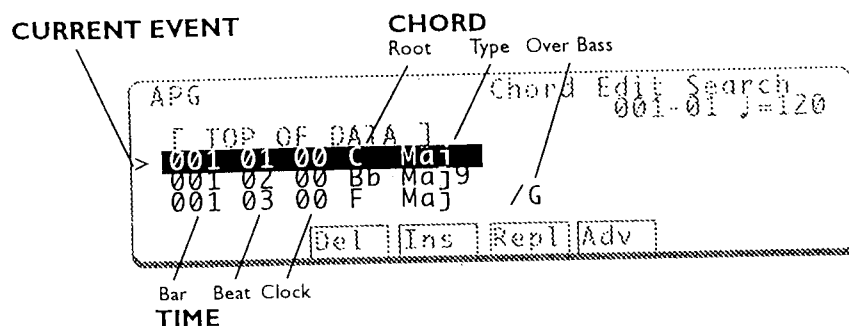 CURRENT EVENT
CHORD
Root Type Over Bass
APG Chord Edit Search
001-01 ♩=120
[ TOP OF DATA ]
> 001 01 00 C Maj
001 02 00 Bb Maj9
001 03 00 F Maj /G
Del Ins Repl Adv
Bar Beat Clock
TIME